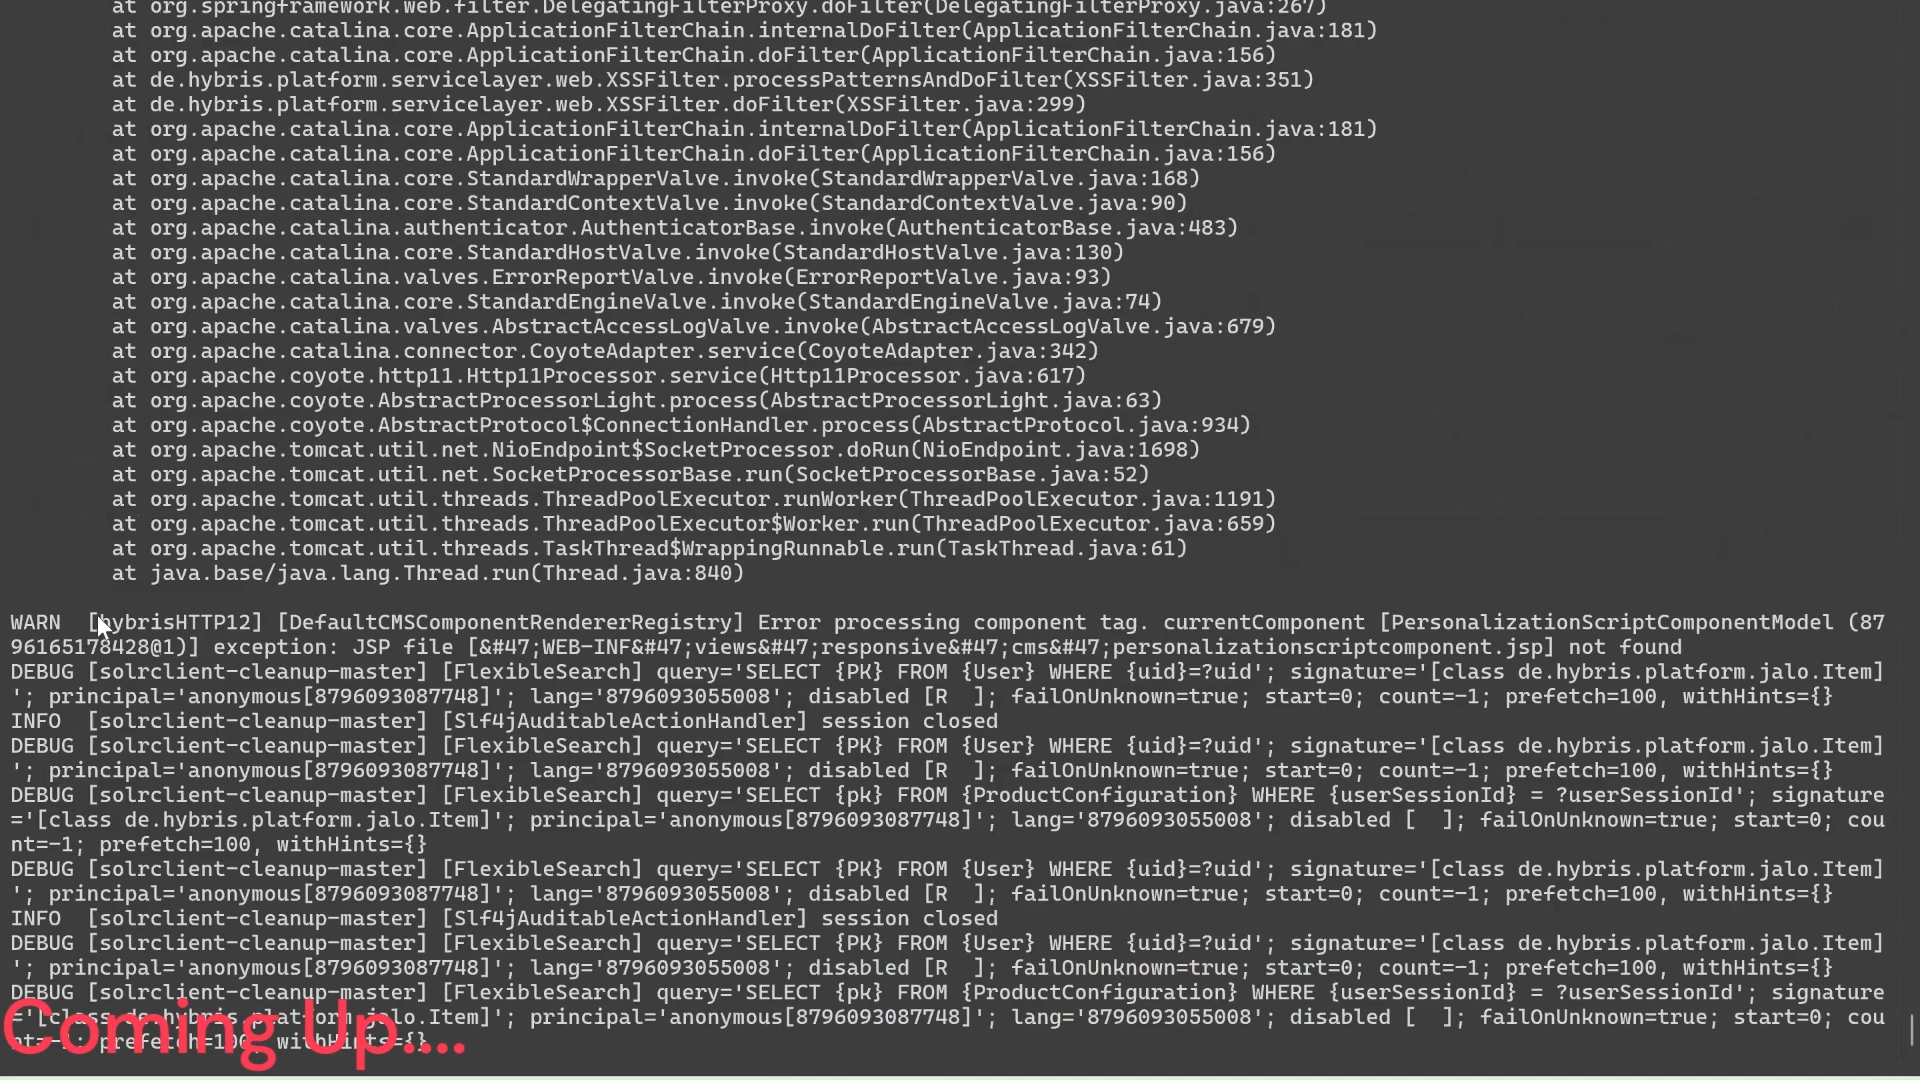 at org.springframework.web.filter.DelegatingFilterProxy.doFilter(DelegatingFilterProxy.java:267)
at org.apache.catalina.core.ApplicationFilterChain.internalDoFilter(ApplicationFilterChain.java:181)
at org.apache.catalina.core.ApplicationFilterChain.doFilter(ApplicationFilterChain.java:156)
at de.hybris.platform.servicelayer.web.XSSFilter.processPatternsAndDoFilter(XSSFilter.java:351)
at de.hybris.platform.servicelayer.web.XSSFilter.doFilter(XSSFilter.java:299)
at org.apache.catalina.core.ApplicationFilterChain.internalDoFilter(ApplicationFilterChain.java:181)
at org.apache.catalina.core.ApplicationFilterChain.doFilter(ApplicationFilterChain.java:156)
at org.apache.catalina.core.StandardWrapperValve.invoke(StandardWrapperValve.java:168)
at org.apache.catalina.core.StandardContextValve.invoke(StandardContextValve.java:90)
at org.apache.catalina.authenticator.AuthenticatorBase.invoke(AuthenticatorBase.java:483)
at org.apache.catalina.core.StandardHostValve.invoke(StandardHostValve.java:130)
at org.apache.catalina.valves.ErrorReportValve.invoke(ErrorReportValve.java:93)
at org.apache.catalina.core.StandardEngineValve.invoke(StandardEngineValve.java:74)
at org.apache.catalina.valves.AbstractAccessLogValve.invoke(AbstractAccessLogValve.java:679)
at org.apache.catalina.connector.CoyoteAdapter.service(CoyoteAdapter.java:342)
at org.apache.coyote.http11.Http11Processor.service(Http11Processor.java:617)
at org.apache.coyote.AbstractProcessorLight.process(AbstractProcessorLight.java:63)
at org.apache.coyote.AbstractProtocol$ConnectionHandler.process(AbstractProtocol.java:934)
at org.apache.tomcat.util.net.NioEndpoint$SocketProcessor.doRun(NioEndpoint.java:1698)
at org.apache.tomcat.util.net.SocketProcessorBase.run(SocketProcessorBase.java:52)
at org.apache.tomcat.util.threads.ThreadPoolExecutor.runWorker(ThreadPoolExecutor.java:1191)
at org.apache.tomcat.util.threads.ThreadPoolExecutor$Worker.run(ThreadPoolExecutor.java:659)
at org.apache.tomcat.util.threads.TaskThread$WrappingRunnable.run(TaskThread.java:61)
at java.base/java.lang.Thread.run(Thread.java:840)
WARN  [hybrisHTTP12] [DefaultCMSComponentRendererRegistry] Error processing component tag. currentComponent [PersonalizationScriptComponentModel (87
96165178428@1)] exception: JSP file [&#47;WEB-INF&#47;views&#47;responsive&#47;cms&#47;personalizationscriptcomponent.jsp] not found
DEBUG [solrclient-cleanup-master] [FlexibleSearch] query='SELECT {PK} FROM {User} WHERE {uid}=?uid'; signature='[class de.hybris.platform.jalo.Item]
'; principal='anonymous[8796093087748]'; lang='8796093055008'; disabled [R  ]; failOnUnknown=true; start=0; count=-1; prefetch=100, withHints={}
INFO  [solrclient-cleanup-master] [Slf4jAuditableActionHandler] session closed
DEBUG [solrclient-cleanup-master] [FlexibleSearch] query='SELECT {PK} FROM {User} WHERE {uid}=?uid'; signature='[class de.hybris.platform.jalo.Item]
'; principal='anonymous[8796093087748]'; lang='8796093055008'; disabled [R  ]; failOnUnknown=true; start=0; count=-1; prefetch=100, withHints={}
DEBUG [solrclient-cleanup-master] [FlexibleSearch] query='SELECT {pk} FROM {ProductConfiguration} WHERE {userSessionId} = ?userSessionId'; signature
='[class de.hybris.platform.jalo.Item]'; principal='anonymous[8796093087748]'; lang='8796093055008'; disabled [  ]; failOnUnknown=true; start=0; cou
nt=-1; prefetch=100, withHints={}
DEBUG [solrclient-cleanup-master] [FlexibleSearch] query='SELECT {PK} FROM {User} WHERE {uid}=?uid'; signature='[class de.hybris.platform.jalo.Item]
'; principal='anonymous[8796093087748]'; lang='8796093055008'; disabled [R  ]; failOnUnknown=true; start=0; count=-1; prefetch=100, withHints={}
INFO  [solrclient-cleanup-master] [Slf4jAuditableActionHandler] session closed
DEBUG [solrclient-cleanup-master] [FlexibleSearch] query='SELECT {PK} FROM {User} WHERE {uid}=?uid'; signature='[class de.hybris.platform.jalo.Item]
'; principal='anonymous[8796093087748]'; lang='8796093055008'; disabled [R  ]; failOnUnknown=true; start=0; count=-1; prefetch=100, withHints={}
DEBUG [solrclient-cleanup-master] [FlexibleSearch] query='SELECT {pk} FROM {ProductConfiguration} WHERE {userSessionId} = ?userSessionId'; signature
='[class de.hybris.platform.jalo.Item]'; principal='anonymous[8796093087748]'; lang='8796093055008'; disabled [  ]; failOnUnknown=true; start=0; cou
nt=-1; prefetch=100, withHints={}
Coming Up....